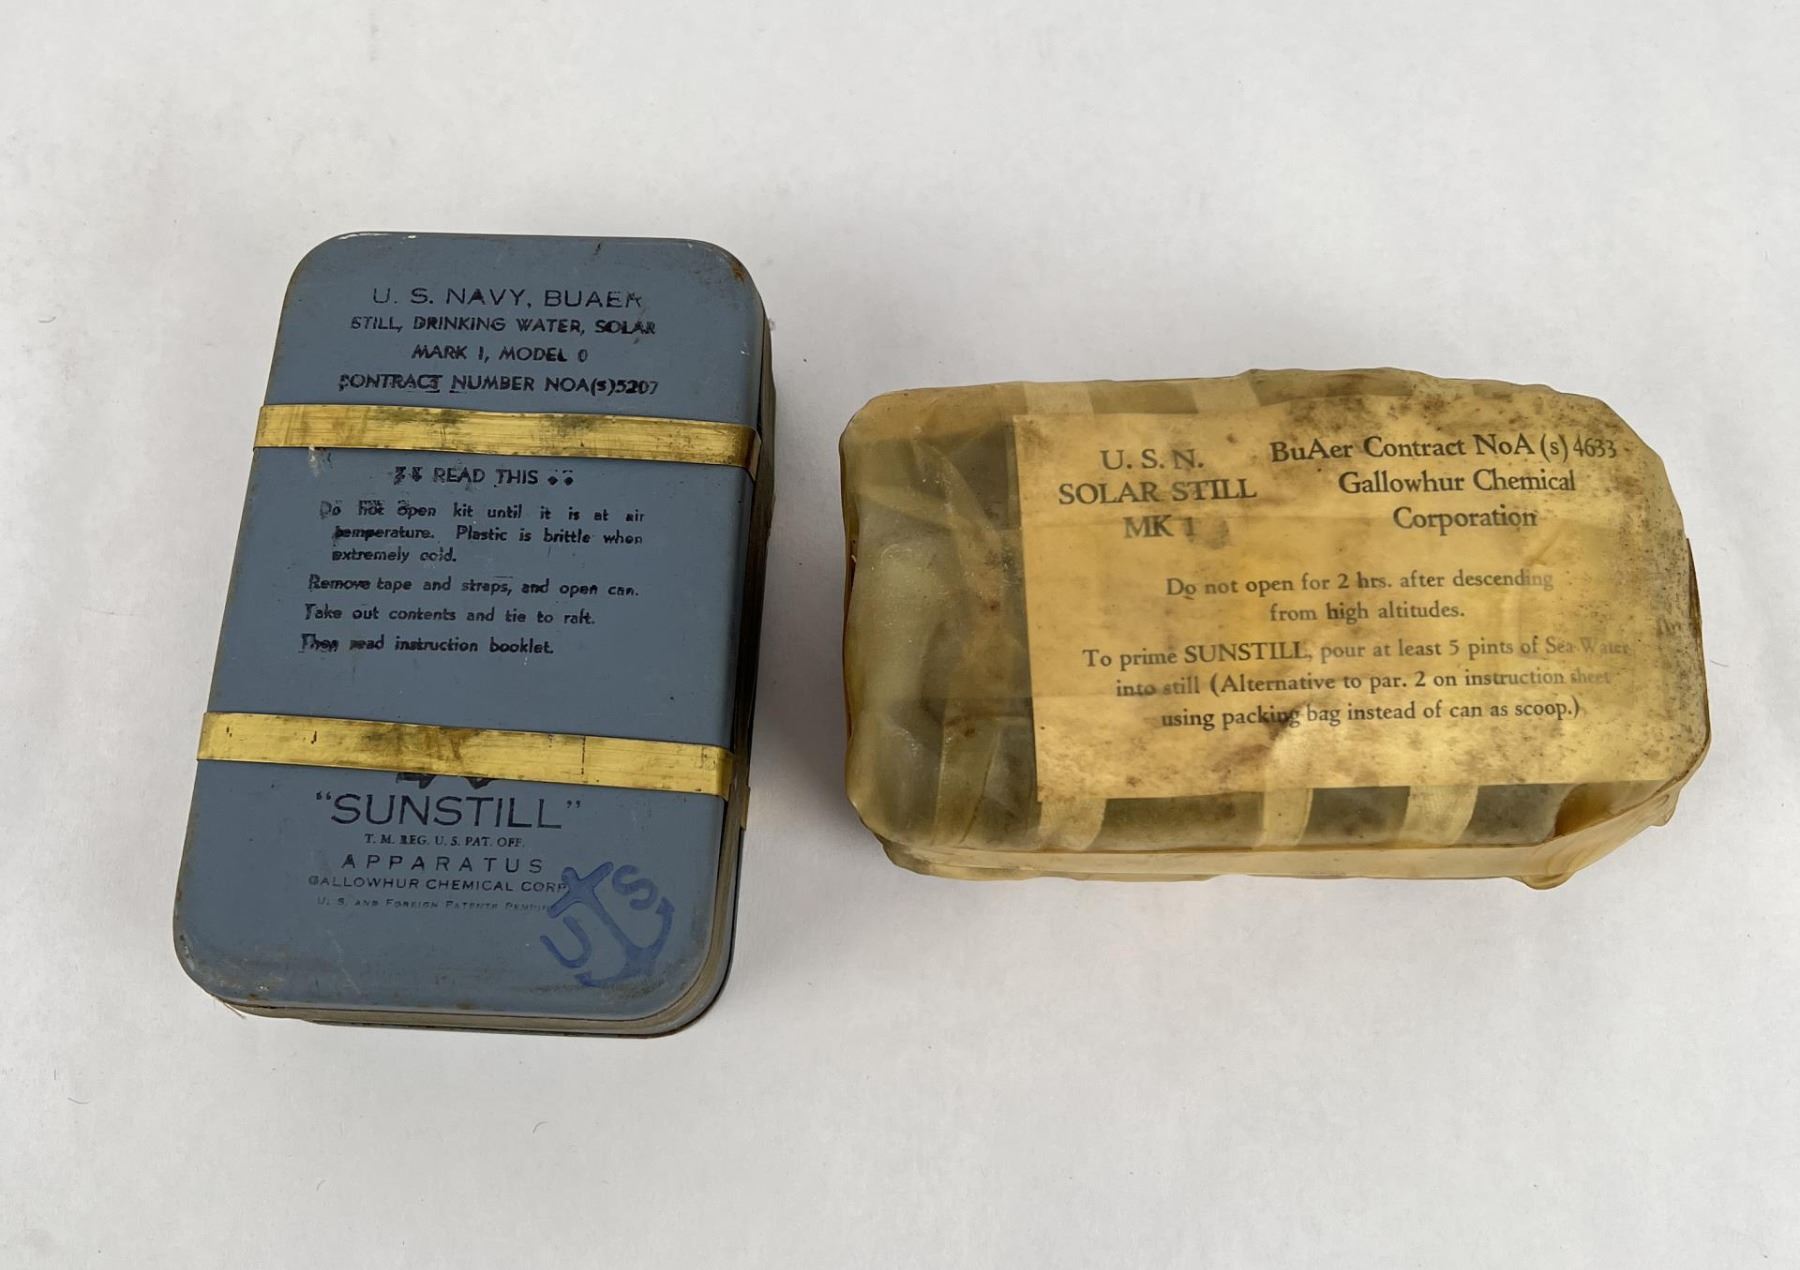 U. S. NAVY, BUAER
STILL, DRINKING WATER, SOLAR
MARK 1, MODEL 0
CONTRACT NUMBER NOA(s)5207
READ THIS
Do not open kit until it is at air
temperature. Plastic is brittle when
extremely cold.
Remove tape and straps, and open can.
Take out contents and tie to raft.
Then read instruction booklet.
"SUNSTILL"
T. M. REG. U. S. PAT. OFF.
APPARATUS
GALLOWHUR CHEMICAL CORP.
U. S. AND FOREIGN PATENTS PENDING
U S
U. S. N.
SOLAR STILL
MK 1
BuAer Contract NoA (s) 4633
Gallowhur Chemical
Corporation
Do not open for 2 hrs. after descending
from high altitudes.
To prime SUNSTILL, pour at least 5 pints of Sea Water
into still (Alternative to par. 2 on instruction sheet
using packing bag instead of can as scoop.)